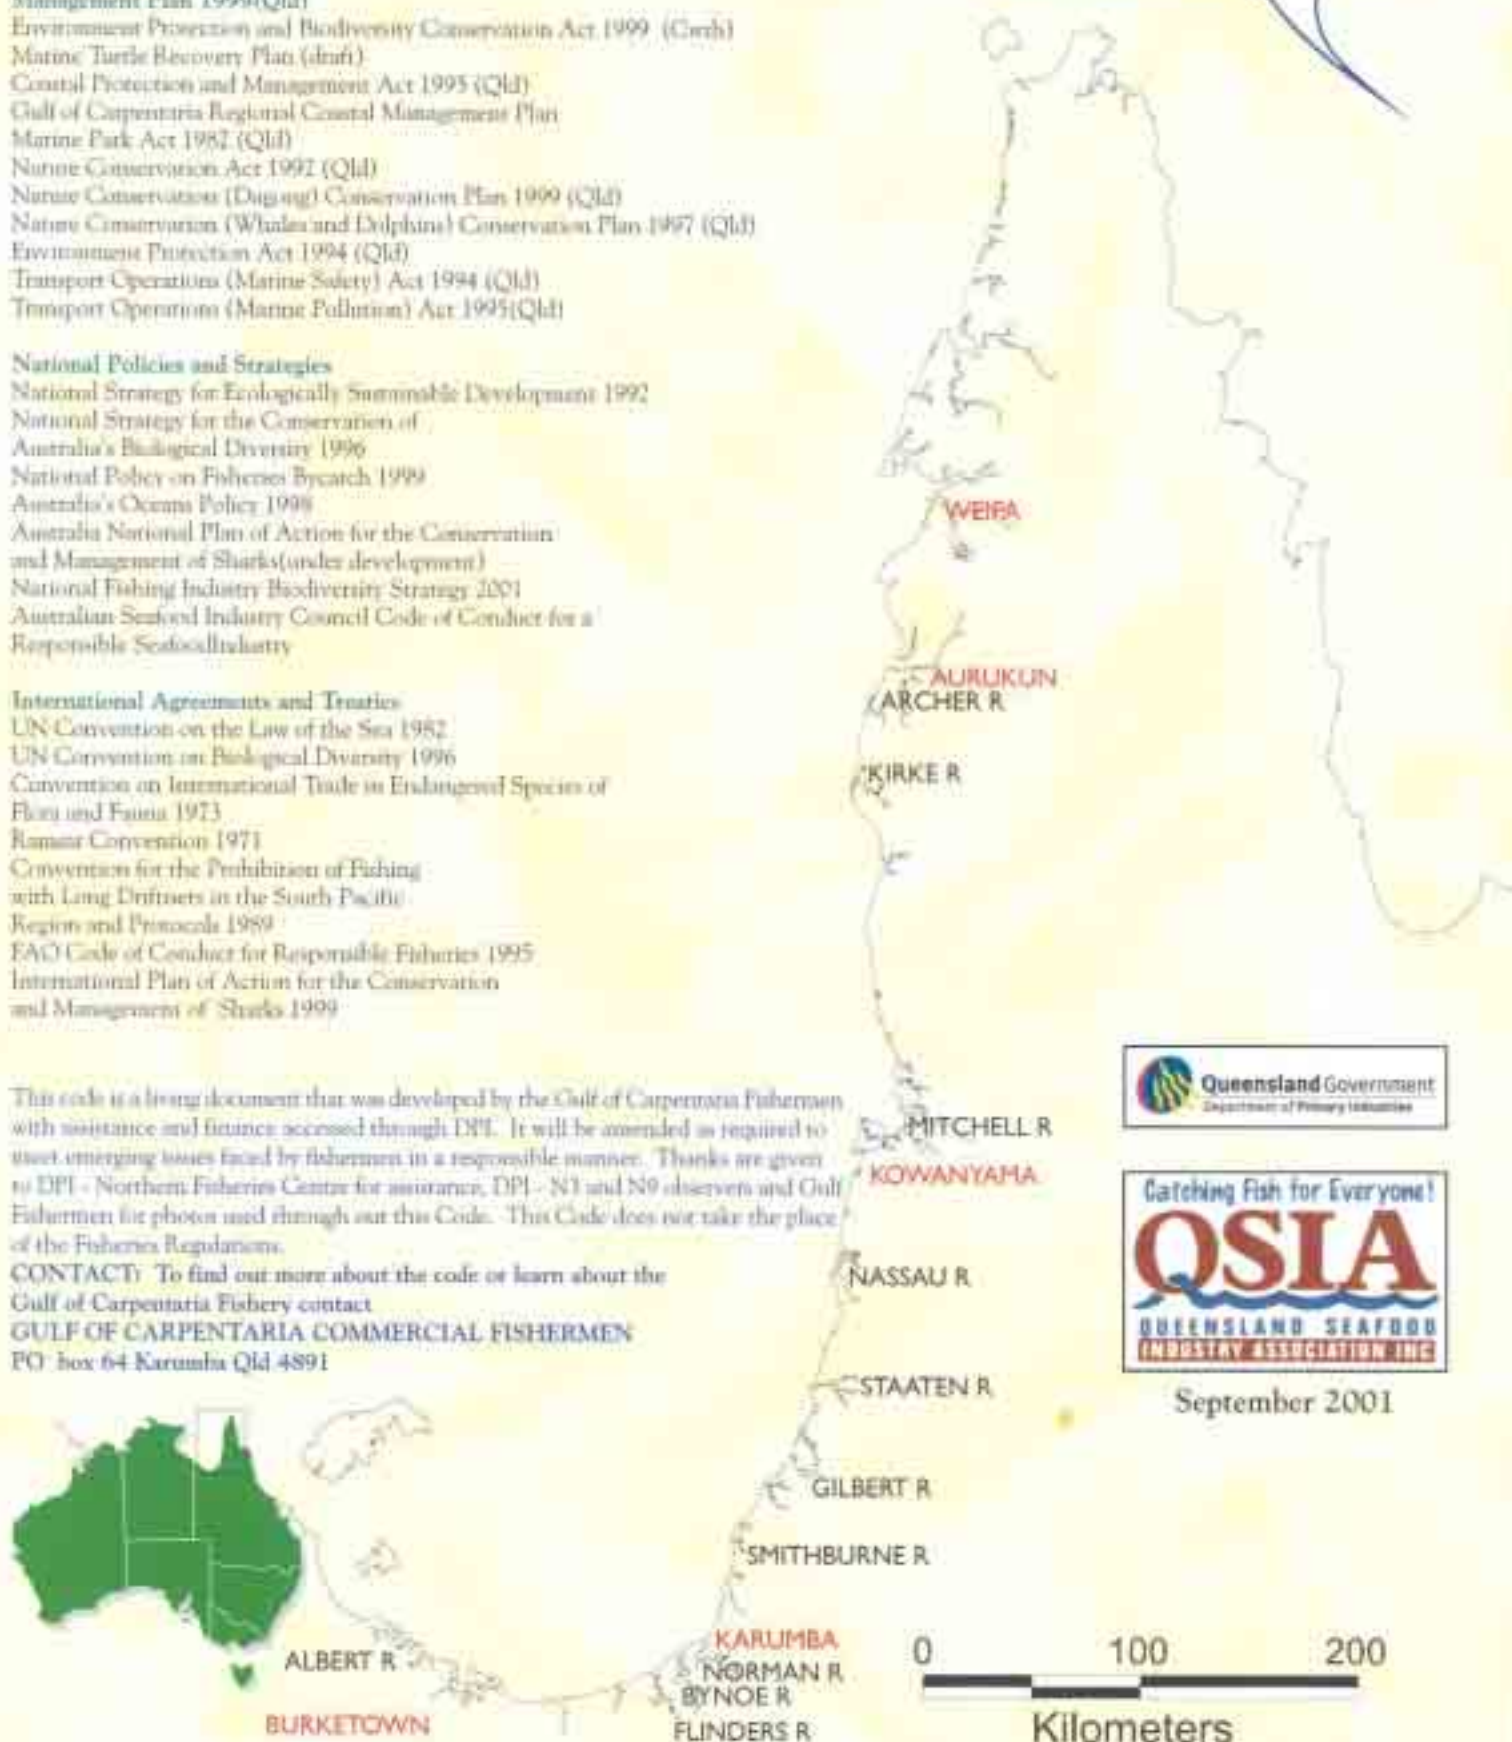 Management Plan 1999(Qld)
Environment Protection and Biodiversity Conservation Act 1999 (Cwth)
Marine Turtle Recovery Plan (draft)
Coastal Protection and Management Act 1995 (Qld)
Gulf of Carpentaria Regional Coastal Management Plan
Marine Park Act 1982 (Qld)
Nature Conservation Act 1992 (Qld)
Nature Conservation (Dugong) Conservation Plan 1999 (Qld)
Nature Conservation (Whales and Dolphins) Conservation Plan 1997 (Qld)
Environment Protection Act 1994 (Qld)
Transport Operations (Marine Safety) Act 1994 (Qld)
Transport Operations (Marine Pollution) Act 1995(Qld)
National Policies and Strategies
National Strategy for Ecologically Sustainable Development 1992
National Strategy for the Conservation of
Australia's Biological Diversity 1996
National Policy on Fisheries Bycatch 1999
Australia's Oceans Policy 1998
Australia National Plan of Action for the Conservation
and Management of Sharks(under development)
National Fishing Industry Biodiversity Strategy 2001
Australian Seafood Industry Council Code of Conduct for a
Responsible SeafoodIndustry
International Agreements and Treaties
UN Convention on the Law of the Sea 1982
UN Convention on Biological Diversity 1996
Convention on International Trade in Endangered Species of
Flora and Fauna 1973
Ramsar Convention 1971
Convention for the Prohibition of Fishing
with Long Driftnets in the South Pacific
Region and Protocols 1989
FAO Code of Conduct for Responsible Fisheries 1995
International Plan of Action for the Conservation
and Management of Sharks 1999
This code is a living document that was developed by the Gulf of Carpentaria Fishermen
with assistance and finance accessed through DPI. It will be amended as required to
meet emerging issues faced by fishermen in a responsible manner. Thanks are given
to DPI - Northern Fisheries Centre for assistance, DPI - N3 and N9 observers and Gulf
Fishermen for photos used through out this Code. This Code does not take the place
of the Fisheries Regulations.
CONTACT: To find out more about the code or learn about the
Gulf of Carpentaria Fishery contact
GULF OF CARPENTARIA COMMERCIAL FISHERMEN
PO box 64 Karumba Qld 4891
WEIPA
AURUKUN
ARCHER R
KIRKE R
MITCHELL R
KOWANYAMA
NASSAU R
STAATEN R
GILBERT R
SMITHBURNE R
KARUMBA
NORMAN R
BYNOE R
FLINDERS R
ALBERT R
BURKETOWN
Queensland Government
Department of Primary Industries
Catching Fish for Everyone!
QSIA
QUEENSLAND SEAFOOD
INDUSTRY ASSOCIATION INC
September 2001
0 100 200
Kilometers